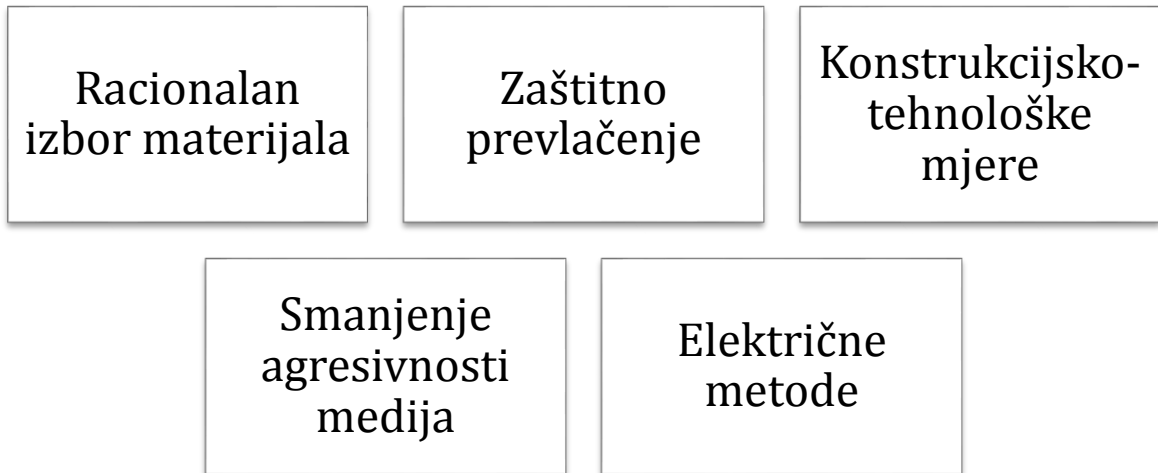 Racionalan
izbor materijala
Zaštitno
prevlačenje
Konstrukcijsko-
tehnološke
mjere
Smanjenje
agresivnosti
medija
Električne
metode